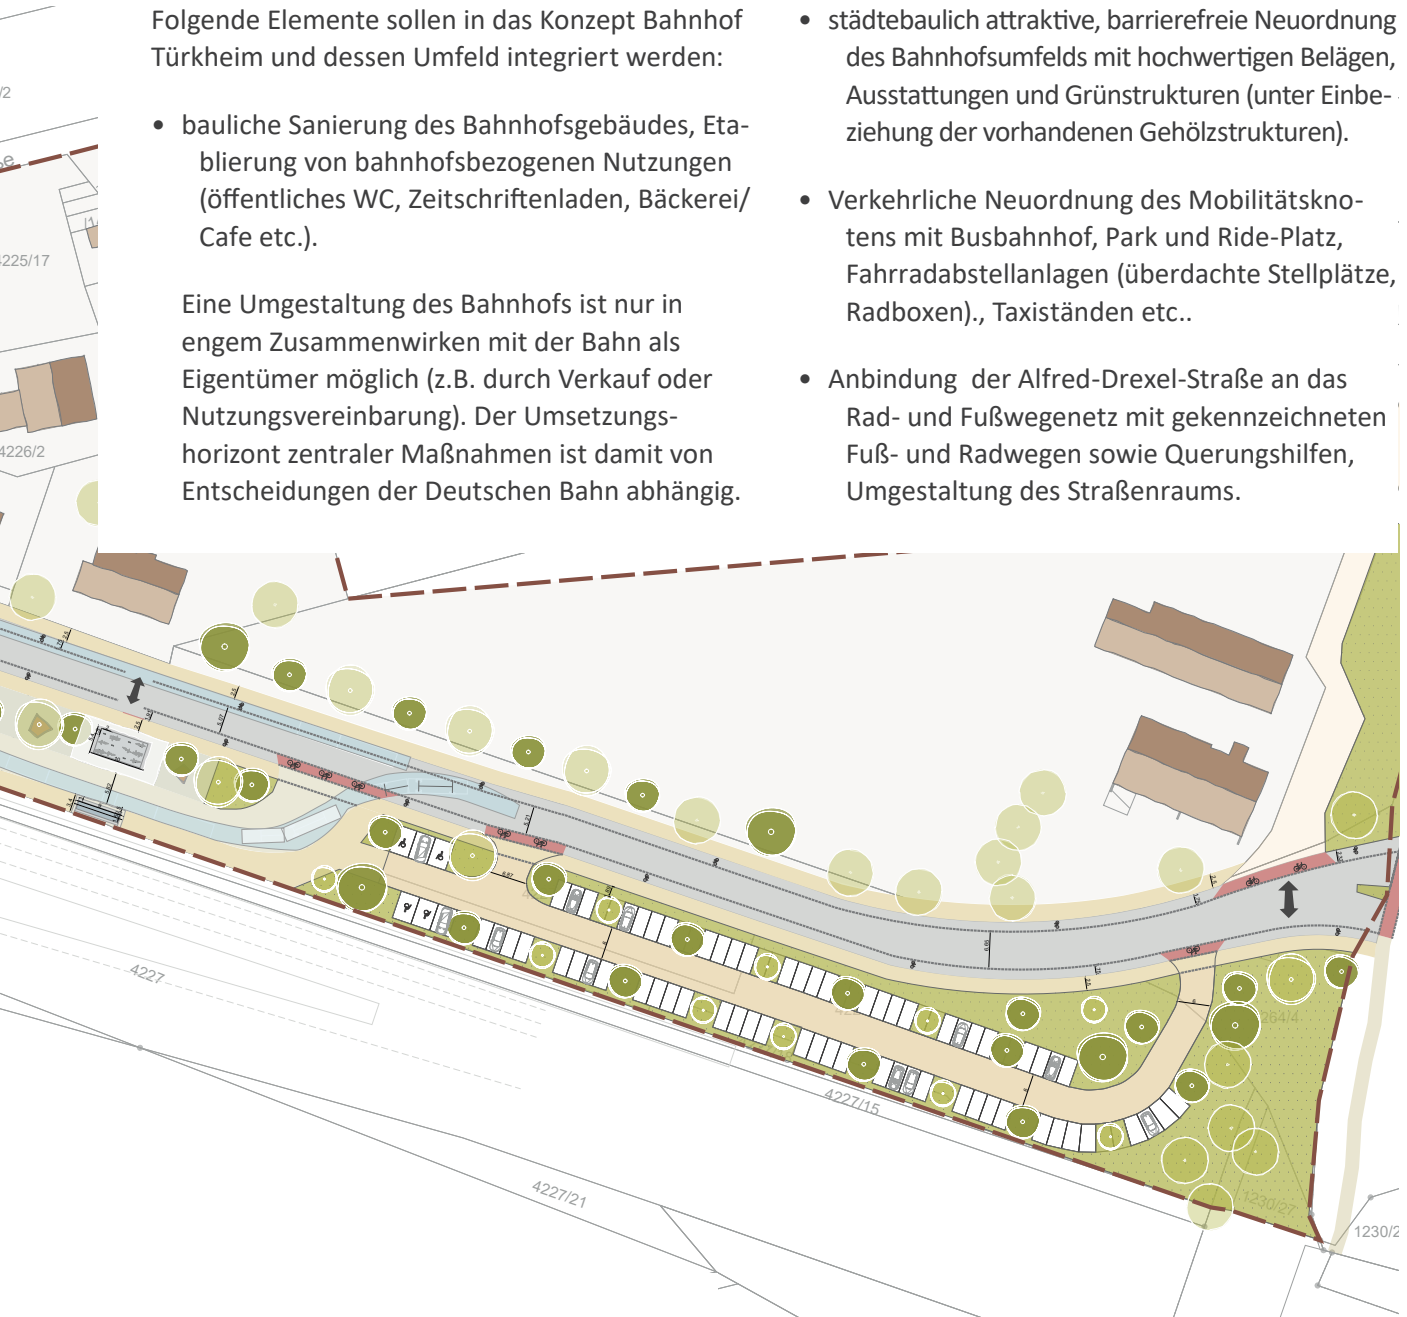 Folgende Elemente sollen in das Konzept Bahnhof
Türkheim und dessen Umfeld integriert werden:
• bauliche Sanierung des Bahnhofsgebäudes, Eta-
blierung von bahnhofsbezogenen Nutzungen
(öffentliches WC, Zeitschriftenladen, Bäckerei/
Cafe etc.).
Eine Umgestaltung des Bahnhofs ist nur in
engem Zusammenwirken mit der Bahn als
Eigentümer möglich (z.B. durch Verkauf oder
Nutzungsvereinbarung). Der Umsetzungs-
horizont zentraler Maßnahmen ist damit von
Entscheidungen der Deutschen Bahn abhängig.
• städtebaulich attraktive, barrierefreie Neuordnung
des Bahnhofsumfelds mit hochwertigen Belägen,
Ausstattungen und Grünstrukturen (unter Einbe-
ziehung der vorhandenen Gehölzstrukturen).
• Verkehrliche Neuordnung des Mobilitätskno-
tens mit Busbahnhof, Park und Ride-Platz,
Fahrradabstellanlagen (überdachte Stellplätze,
Radboxen)., Taxiständen etc..
• Anbindung  der Alfred-Drexel-Straße an das
Rad- und Fußwegenetz mit gekennzeichneten
Fuß- und Radwegen sowie Querungshilfen,
Umgestaltung des Straßenraums.
/2
4225/17
4226/2
4227
4227/15
4227/21
264/4
1230/27
1230/2